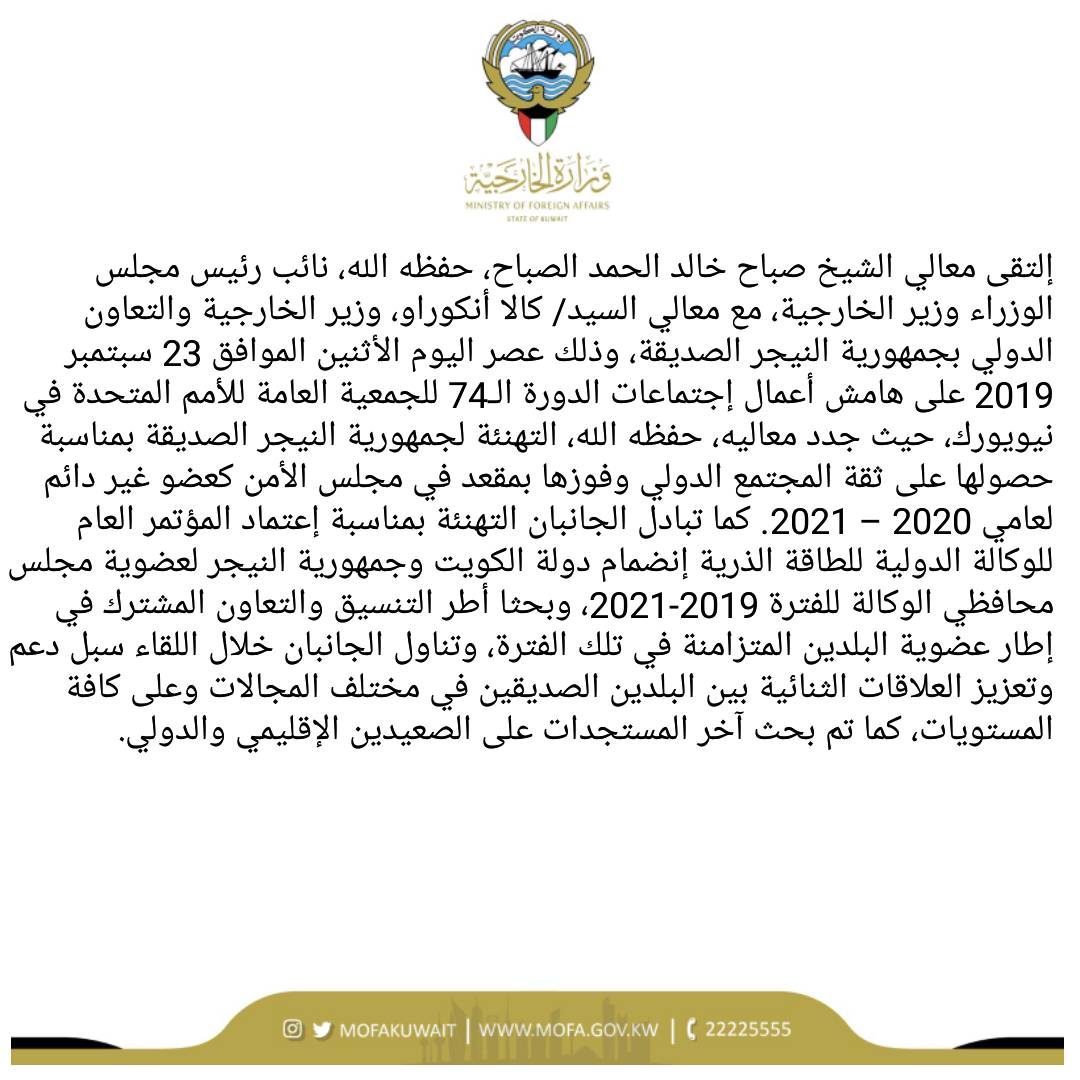 دولة الكويت
وزارة الخارجية
MINISTRY OF FOREIGN AFFAIRS
STATE OF KUWAIT
إلتقى معالي الشيخ صباح خالد الحمد الصباح، حفظه الله، نائب رئيس مجلس
الوزراء وزير الخارجية، مع معالي السيد/ كالا أنكوراو، وزير الخارجية والتعاون
الدولي بجمهورية النيجر الصديقة، وذلك عصر اليوم الأثنين الموافق 23 سبتمبر
2019 على هامش أعمال إجتماعات الدورة الـ74 للجمعية العامة للأمم المتحدة في
نيويورك، حيث جدد معاليه، حفظه الله، التهنئة لجمهورية النيجر الصديقة بمناسبة
حصولها على ثقة المجتمع الدولي وفوزها بمقعد في مجلس الأمن كعضو غير دائم
لعامي 2020 – 2021. كما تبادل الجانبان التهنئة بمناسبة إعتماد المؤتمر العام
للوكالة الدولية للطاقة الذرية إنضمام دولة الكويت وجمهورية النيجر لعضوية مجلس
محافظي الوكالة للفترة 2019-2021، وبحثا أطر التنسيق والتعاون المشترك في
إطار عضوية البلدين المتزامنة في تلك الفترة، وتناول الجانبان خلال اللقاء سبل دعم
وتعزيز العلاقات الثنائية بين البلدين الصديقين في مختلف المجالات وعلى كافة
المستويات، كما تم بحث آخر المستجدات على الصعيدين الإقليمي والدولي.
MOFAKUWAIT | WWW.MOFA.GOV.KW | 22225555